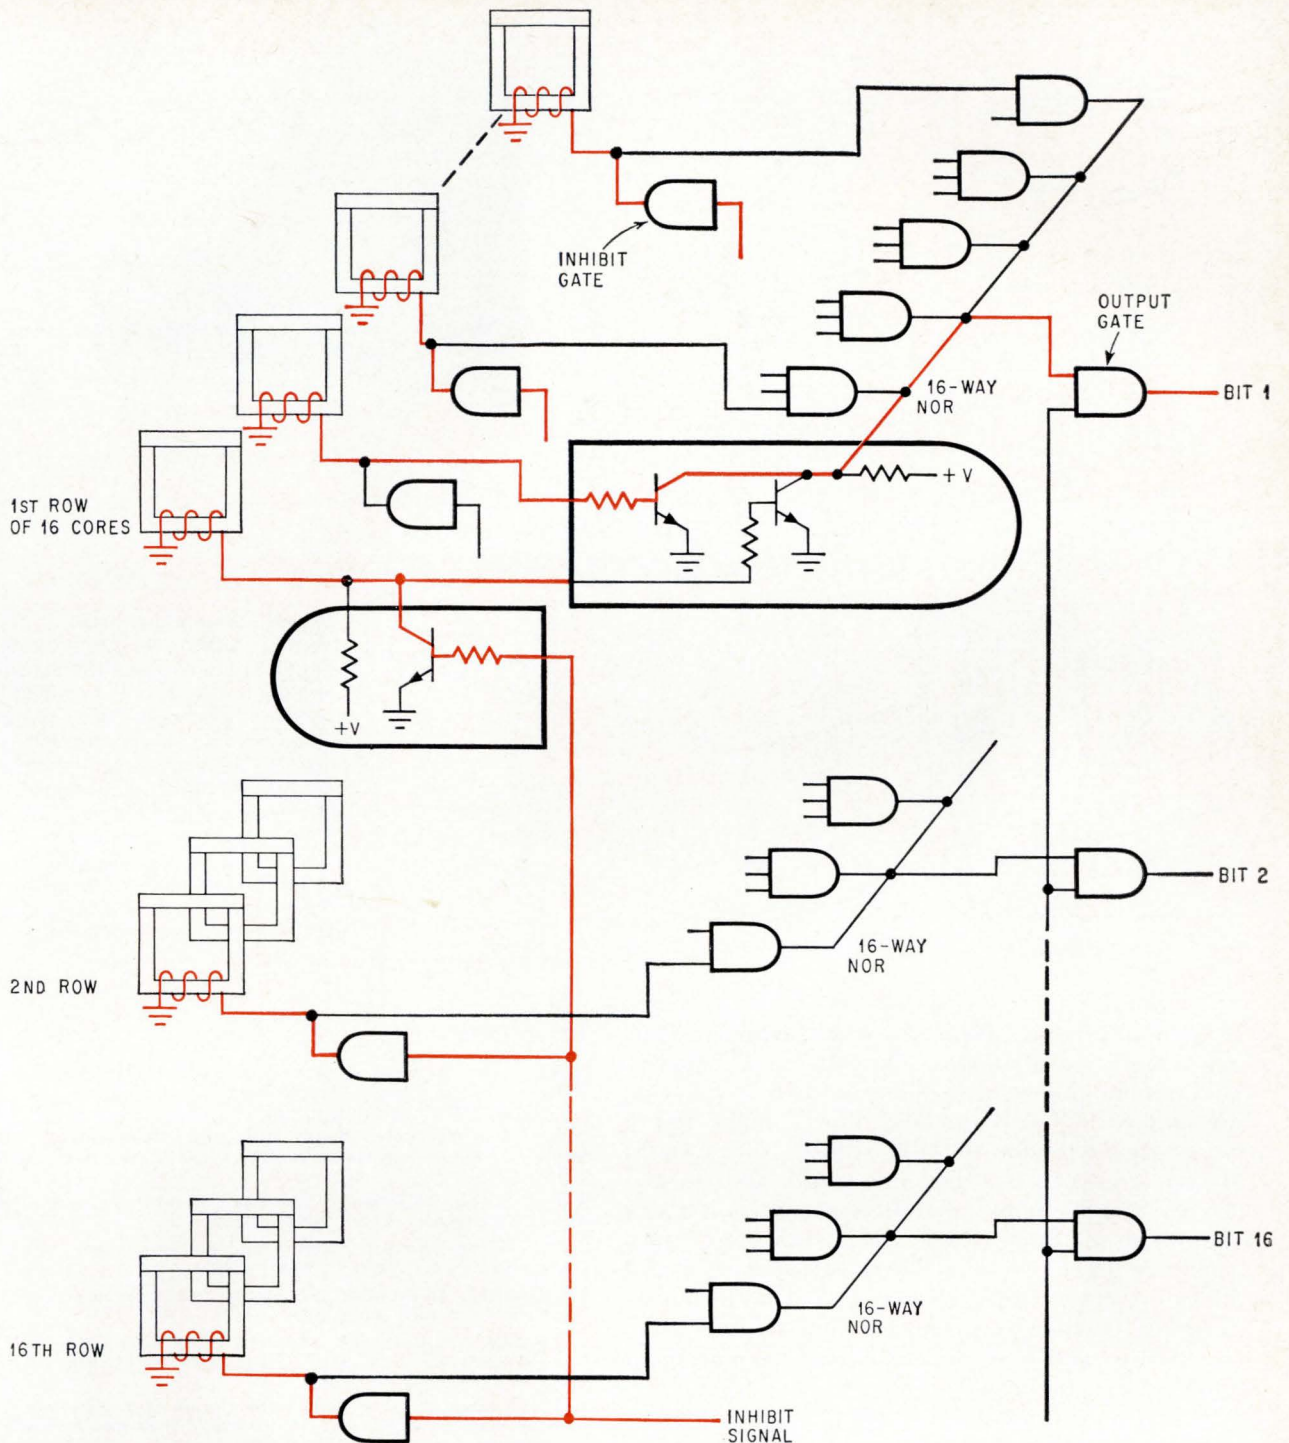 INHIBIT
GATE
OUTPUT
GATE
16-WAY
NOR
BIT 1
+V
1ST ROW
OF 16 CORES
+V
BIT 2
16-WAY
NOR
2ND ROW
BIT 16
16-WAY
NOR
16TH ROW
INHIBIT
SIGNAL